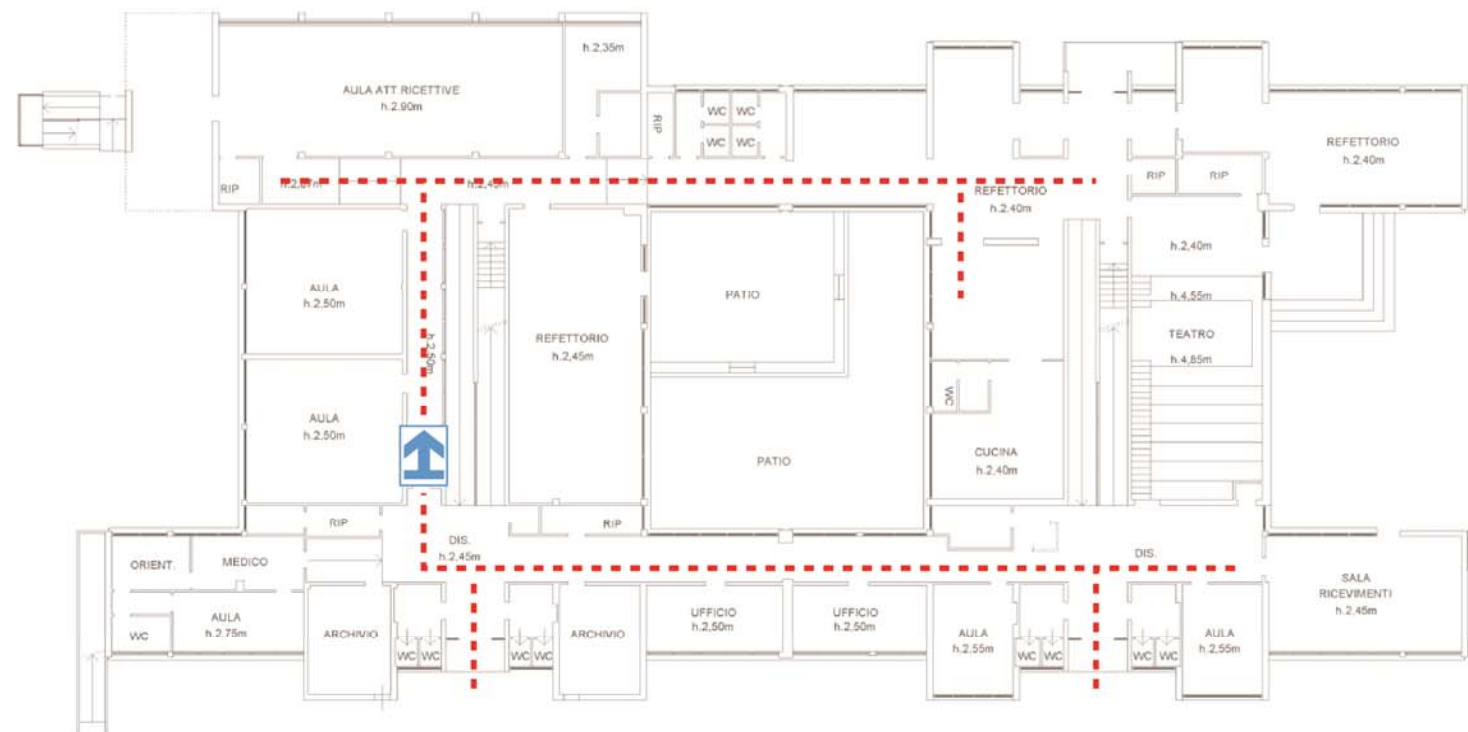 h.2,35m
AULA ATT RICETTIVE
h.2.90m
RIP
WC WC
WC WC
REFETTORIO
h.2,40m
RIP
h.2,45m
REFETTORIO
h.2,40m
RIP
RIP
h.2,40m
AULA
h.2,50m
h.2,50m
PATIO
h.4,55m
TEATRO
h.4,85m
REFETTORIO
h.2,45m
AULA
h.2,50m
WC
PATIO
CUCINA
h.2,40m
RIP
RIP
DIS.
h.2,45m
DIS.
ORIENT.
MEDICO
SALA
RICEVIMENTI
h.2.45m
AULA
h.2,75m
WC
ARCHIVIO
WC WC
WC WC
ARCHIVIO
UFFICIO
h.2,50m
UFFICIO
h.2,50m
AULA
h.2.55m
WC WC
WC WC
AULA
h.2.55m